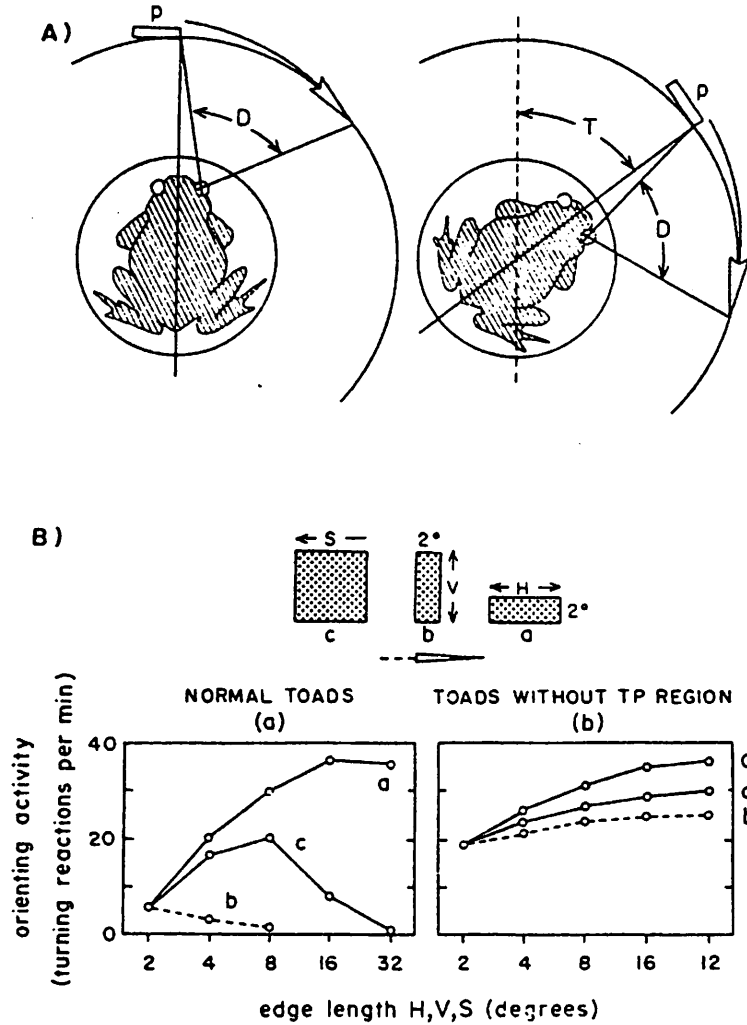 A)
p
D
p
T
D
B)
S
2°
V
H
2°
c
b
a
NORMAL TOADS
(a)
TOADS WITHOUT TP REGION
(b)
orienting activity
(turning reactions per min)
40
20
0
a
c
b
2 4 8 16 32
2 4 8 16 12
edge length H,V,S (degrees)